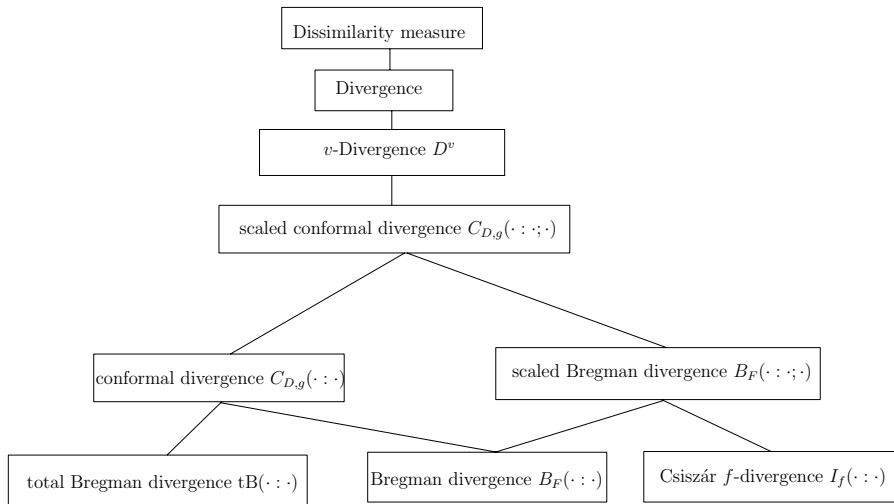 Dissimilarity measure
Divergence
v-Divergence D^v
scaled conformal divergence C_{D,g}(· : ·; ·)
conformal divergence C_{D,g}(· : ·)
scaled Bregman divergence B_F(· : ·; ·)
total Bregman divergence tB(· : ·)
Bregman divergence B_F(· : ·)
Csiszár f-divergence I_f(· : ·)